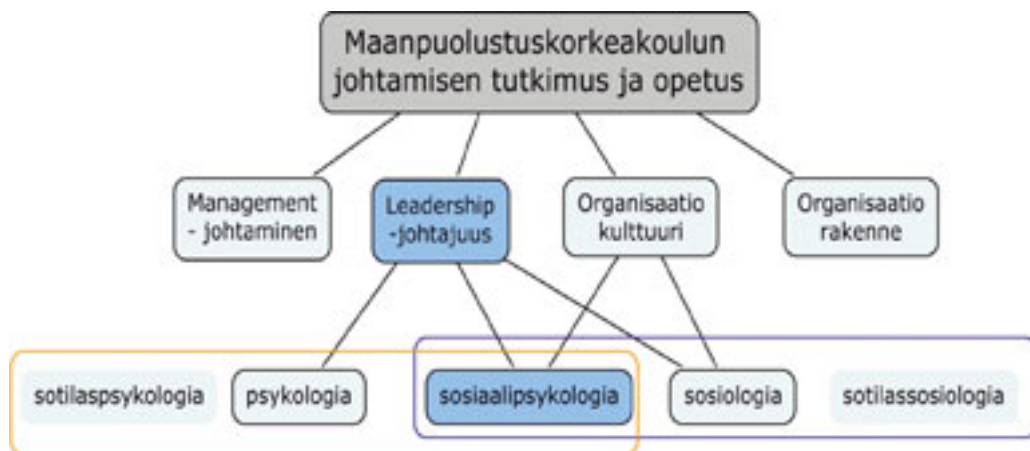 Maanpuolustuskorkeakoulun
johtamisen tutkimus ja opetus
Management
- johtaminen
Leadership
-johtajuus
Organisaatio
kulttuuri
Organisaatio
rakenne
sotilaspsykologia
psykologia
sosiaalipsykologia
sosiologia
sotilassosiologia